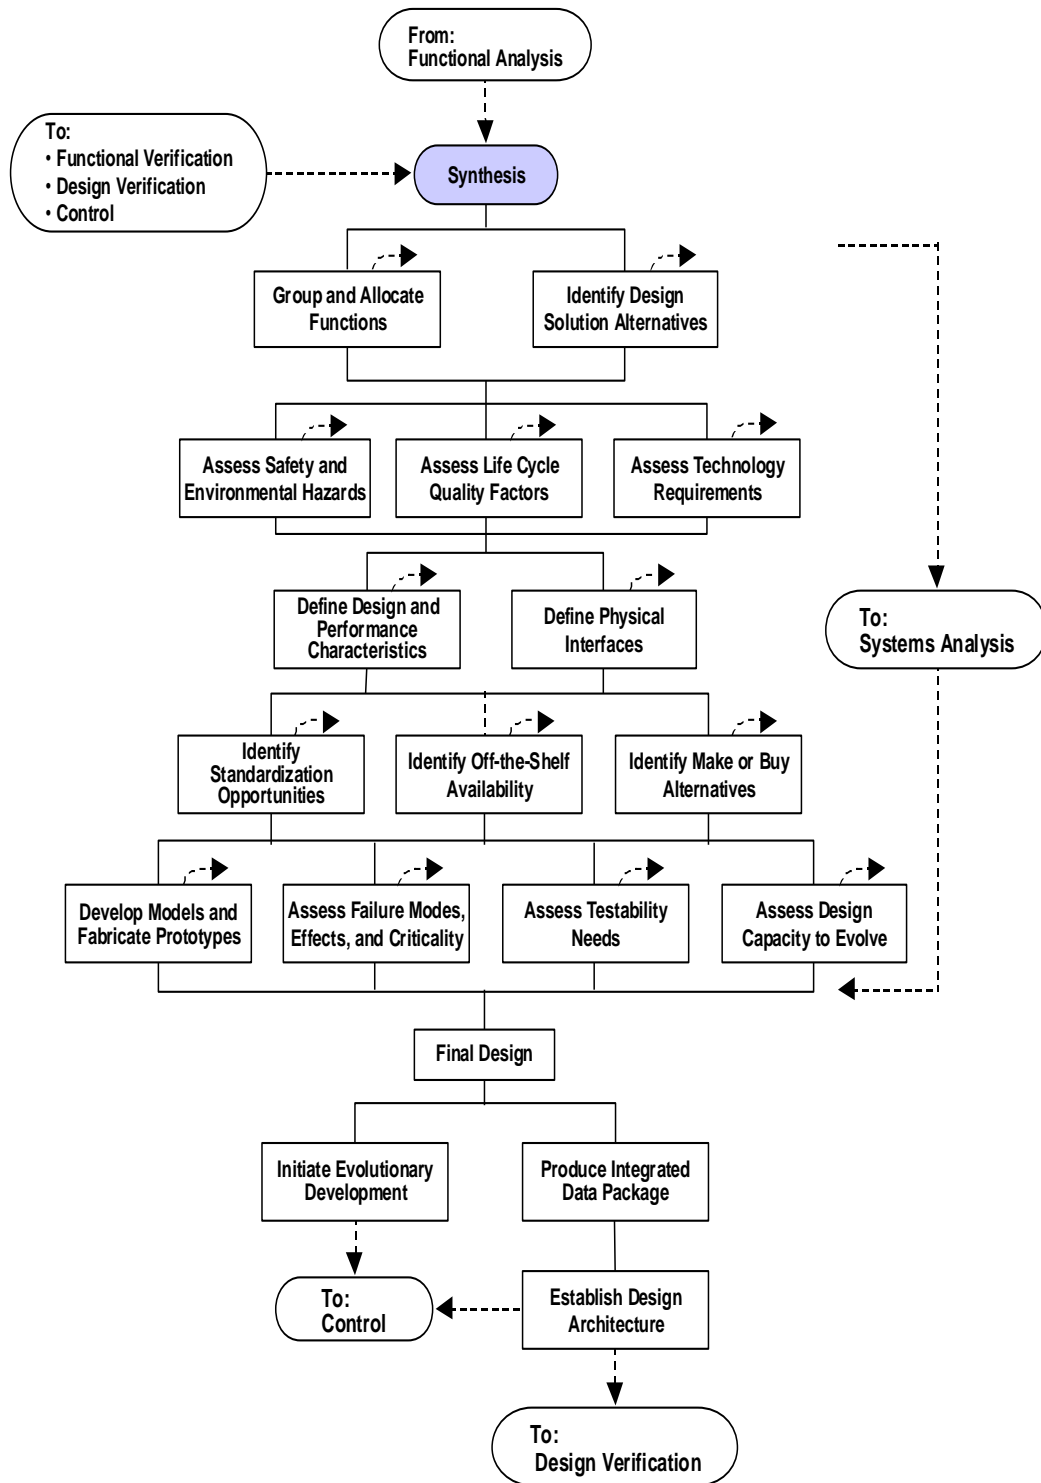 From:
Functional Analysis
To:
• Functional Verification
• Design Verification
• Control
Synthesis
Group and Allocate
Functions
Identify Design
Solution Alternatives
Assess Safety and
Environmental Hazards
Assess Life Cycle
Quality Factors
Assess Technology
Requirements
Define Design and
Performance
Characteristics
Define Physical
Interfaces
To:
Systems Analysis
Identify
Standardization
Opportunities
Identify Off-the-Shelf
Availability
Identify Make or Buy
Alternatives
Develop Models and
Fabricate Prototypes
Assess Failure Modes,
Effects, and Criticality
Assess Testability
Needs
Assess Design
Capacity to Evolve
Final Design
Initiate Evolutionary
Development
Produce Integrated
Data Package
To:
Control
Establish Design
Architecture
To:
Design Verification